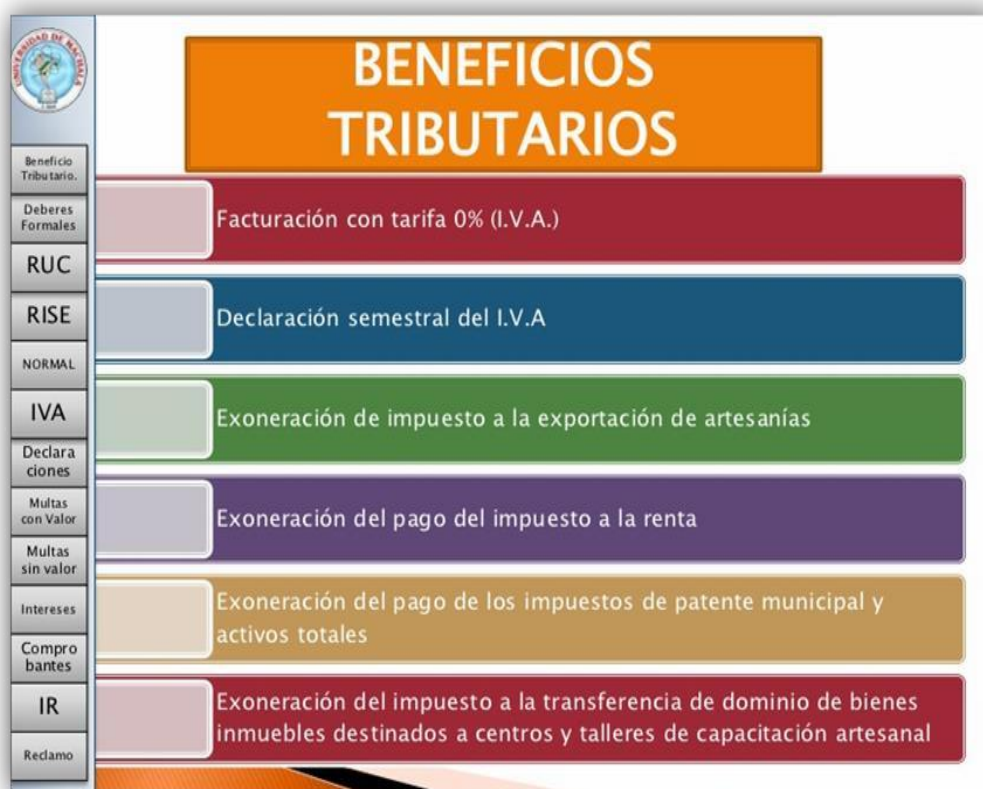 UNIVERSIDAD DE MACHALA
BENEFICIOS
TRIBUTARIOS
Beneficio
Tributario.
Deberes
Formales
RUC
RISE
NORMAL
IVA
Declara
ciones
Multas
con Valor
Multas
sin valor
Intereses
Compro
bantes
IR
Reclamo
Facturación con tarifa 0% (I.V.A.)
Declaración semestral del I.V.A
Exoneración de impuesto a la exportación de artesanías
Exoneración del pago del impuesto a la renta
Exoneración del pago de los impuestos de patente municipal y
activos totales
Exoneración del impuesto a la transferencia de dominio de bienes
inmuebles destinados a centros y talleres de capacitación artesanal